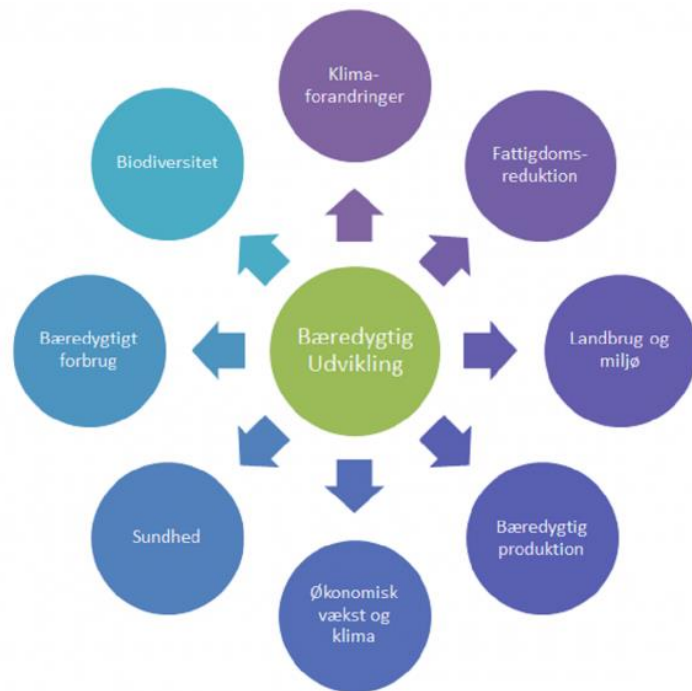 Klima-
forandringer
Fattigdoms-
reduktion
Landbrug og
miljø
Bæredygtig
produktion
Økonomisk
vækst og
klima
Sundhed
Bæredygtigt
forbrug
Biodiversitet
Bæredygtig
Udvikling